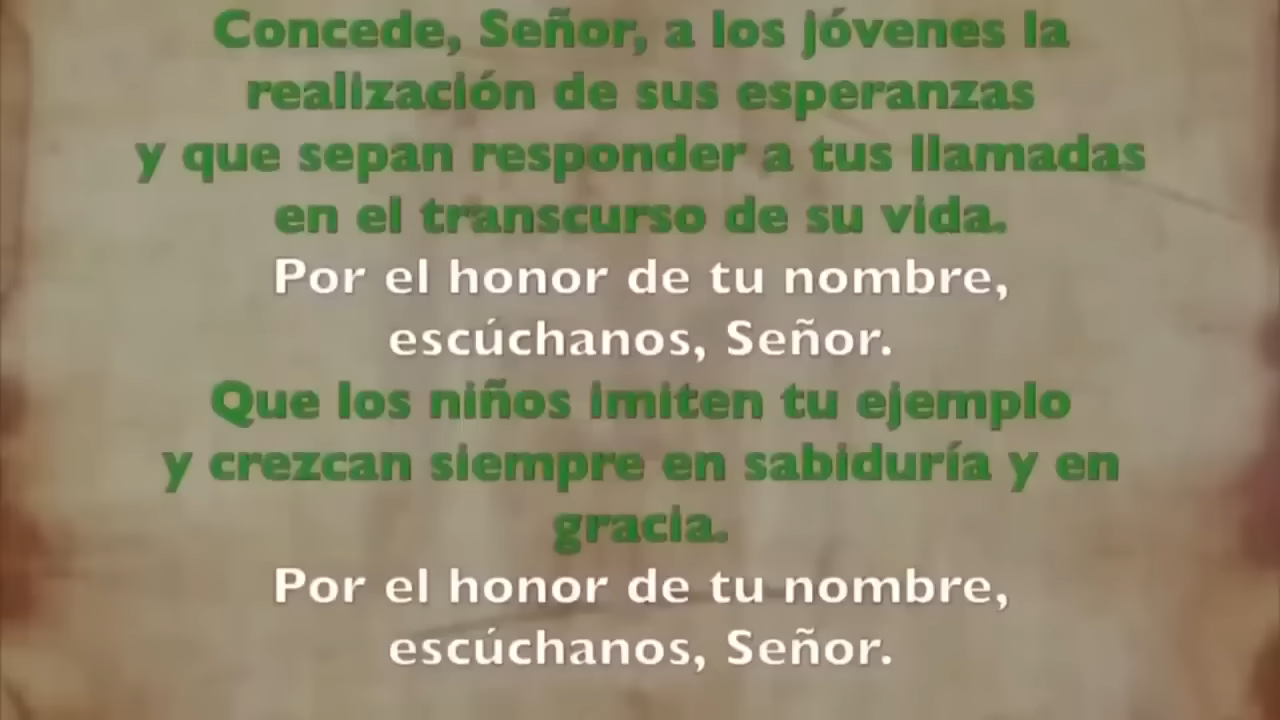 Concede, Señor, a los jóvenes la
realización de sus esperanzas
y que sepan responder a tus llamadas
en el transcurso de su vida.
Por el honor de tu nombre,
escúchanos, Señor.
Que los niños imiten tu ejemplo
y crezcan siempre en sabiduría y en
gracia.
Por el honor de tu nombre,
escúchanos, Señor.